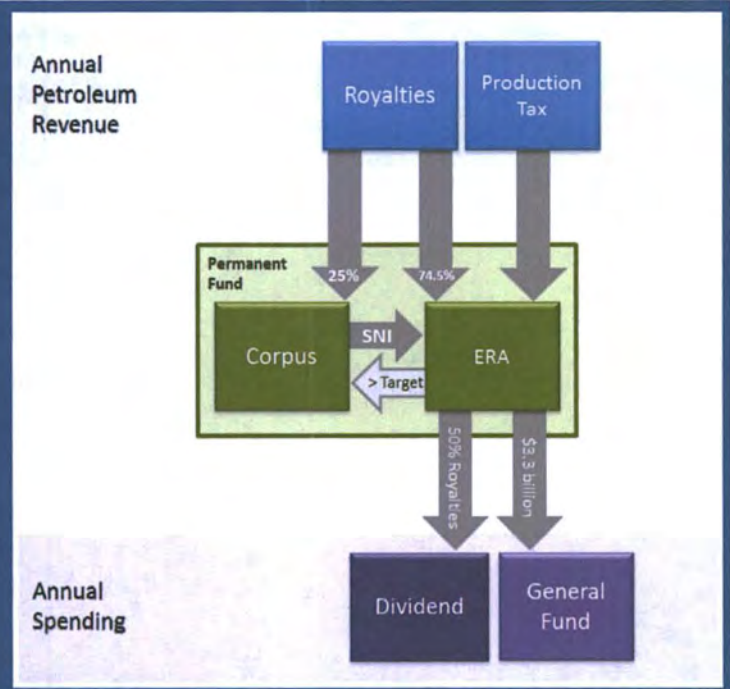 Annual
Petroleum
Revenue
Royalties
Production
Tax
Permanent
Fund
25%
74.5%
Corpus
SNI
> Target
ERA
50% Royalties
$3.3 billion
Annual
Spending
Dividend
General
Fund